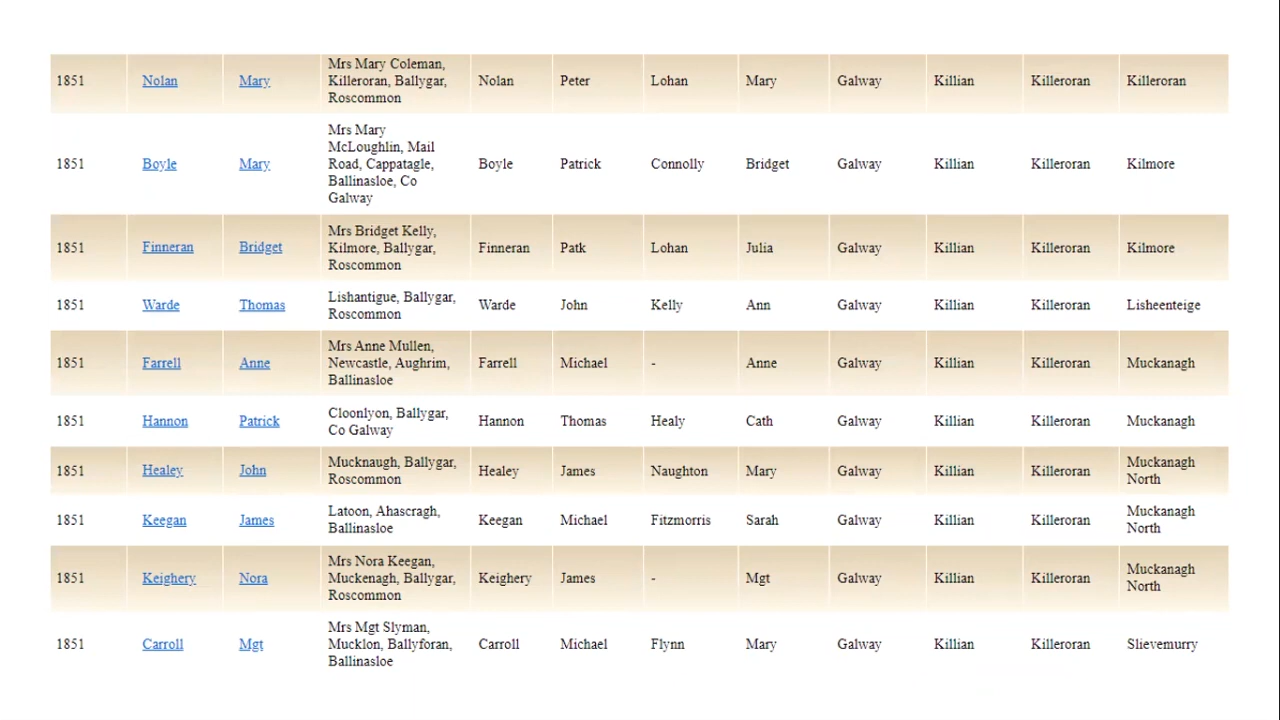 1851 Nolan Mary Mrs Mary Coleman, Killeroran, Ballygar, Roscommon Nolan Peter Lohan Mary Galway Killian Killeroran Killeroran
1851 Boyle Mary Mrs Mary McLoughlin, Mail Road, Cappatagle, Ballinasloe, Co Galway Boyle Patrick Connolly Bridget Galway Killian Killeroran Kilmore
1851 Finneran Bridget Mrs Bridget Kelly, Kilmore, Ballygar, Roscommon Finneran Patk Lohan Julia Galway Killian Killeroran Kilmore
1851 Warde Thomas Lishantigue, Ballygar, Roscommon Warde John Kelly Ann Galway Killian Killeroran Lisheenteige
1851 Farrell Anne Mrs Anne Mullen, Newcastle, Aughrim, Ballinasloe Farrell Michael - Anne Galway Killian Killeroran Muckanagh
1851 Hannon Patrick Cloonlyon, Ballygar, Co Galway Hannon Thomas Healy Cath Galway Killian Killeroran Muckanagh
1851 Healey John Mucknaugh, Ballygar, Roscommon Healey James Naughton Mary Galway Killian Killeroran Muckanagh North
1851 Keegan James Latoon, Ahascragh, Ballinasloe Keegan Michael Fitzmorris Sarah Galway Killian Killeroran Muckanagh North
1851 Keighery Nora Mrs Nora Keegan, Muckenagh, Ballygar, Roscommon Keighery James - Mgt Galway Killian Killeroran Muckanagh North
1851 Carroll Mgt Mrs Mgt Slyman, Mucklon, Ballyforan, Ballinasloe Carroll Michael Flynn Mary Galway Killian Killeroran Slievemurry